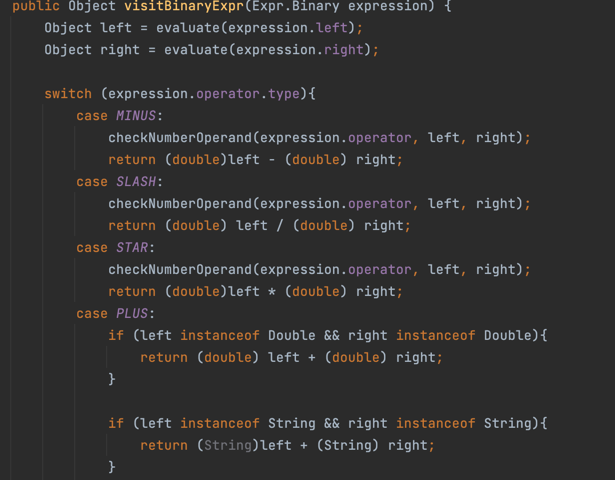 public Object visitBinaryExpr(Expr.Binary expression) {
    Object left = evaluate(expression.left);
    Object right = evaluate(expression.right);

    switch (expression.operator.type){
        case MINUS:
            checkNumberOperand(expression.operator, left, right);
            return (double)left - (double) right;
        case SLASH:
            checkNumberOperand(expression.operator, left, right);
            return (double) left / (double) right;
        case STAR:
            checkNumberOperand(expression.operator, left, right);
            return (double)left * (double) right;
        case PLUS:
            if (left instanceof Double && right instanceof Double){
                return (double) left + (double) right;
            }

            if (left instanceof String && right instanceof String){
                return (String)left + (String) right;
            }